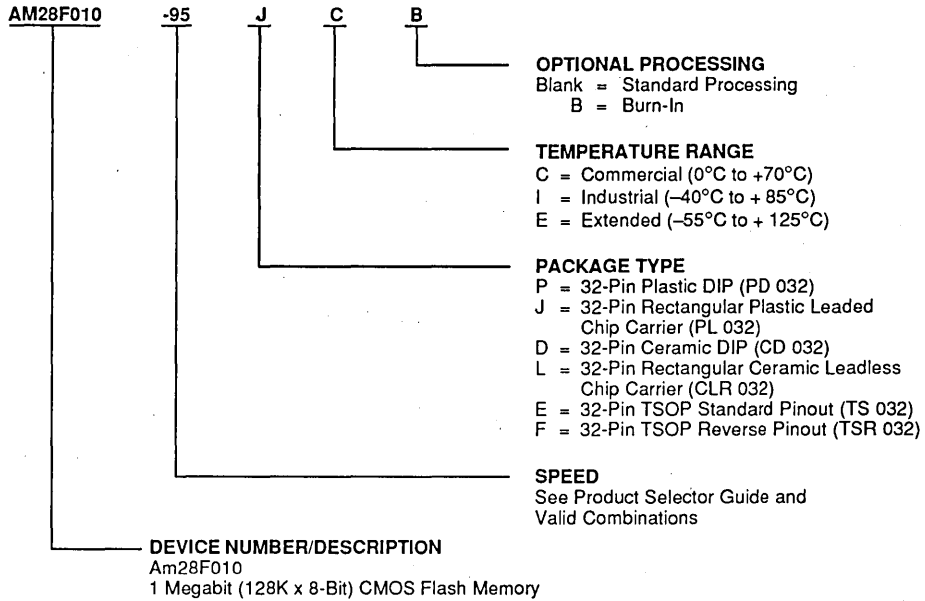 AM28F010 -95 J C B
OPTIONAL PROCESSING
Blank = Standard Processing
B = Burn-In
TEMPERATURE RANGE
C = Commercial (0°C to +70°C)
I = Industrial (–40°C to + 85°C)
E = Extended (–55°C to + 125°C)
PACKAGE TYPE
P = 32-Pin Plastic DIP (PD 032)
J = 32-Pin Rectangular Plastic Leaded
Chip Carrier (PL 032)
D = 32-Pin Ceramic DIP (CD 032)
L = 32-Pin Rectangular Ceramic Leadless
Chip Carrier (CLR 032)
E = 32-Pin TSOP Standard Pinout (TS 032)
F = 32-Pin TSOP Reverse Pinout (TSR 032)
SPEED
See Product Selector Guide and
Valid Combinations
DEVICE NUMBER/DESCRIPTION
Am28F010
1 Megabit (128K x 8-Bit) CMOS Flash Memory